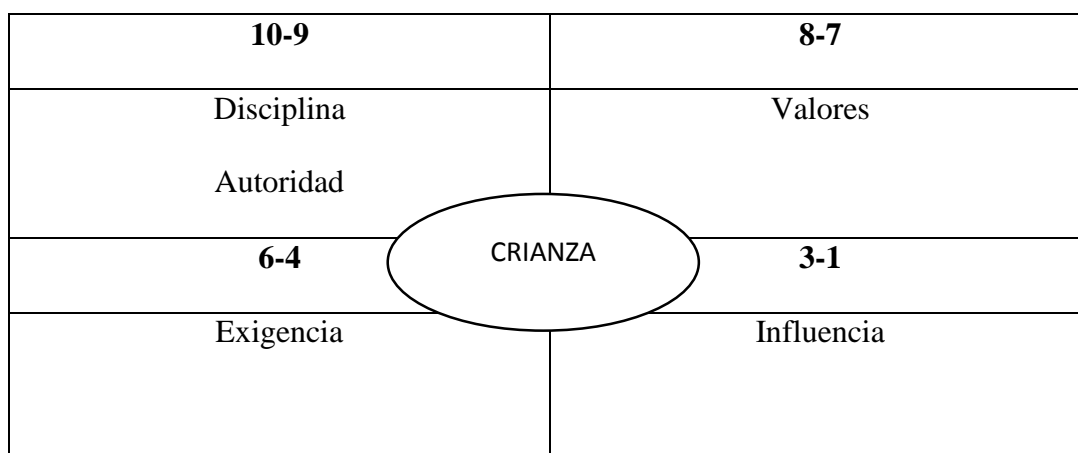 10-9
8-7
Disciplina
Autoridad
Valores
CRIANZA
6-4
3-1
Exigencia
Influencia